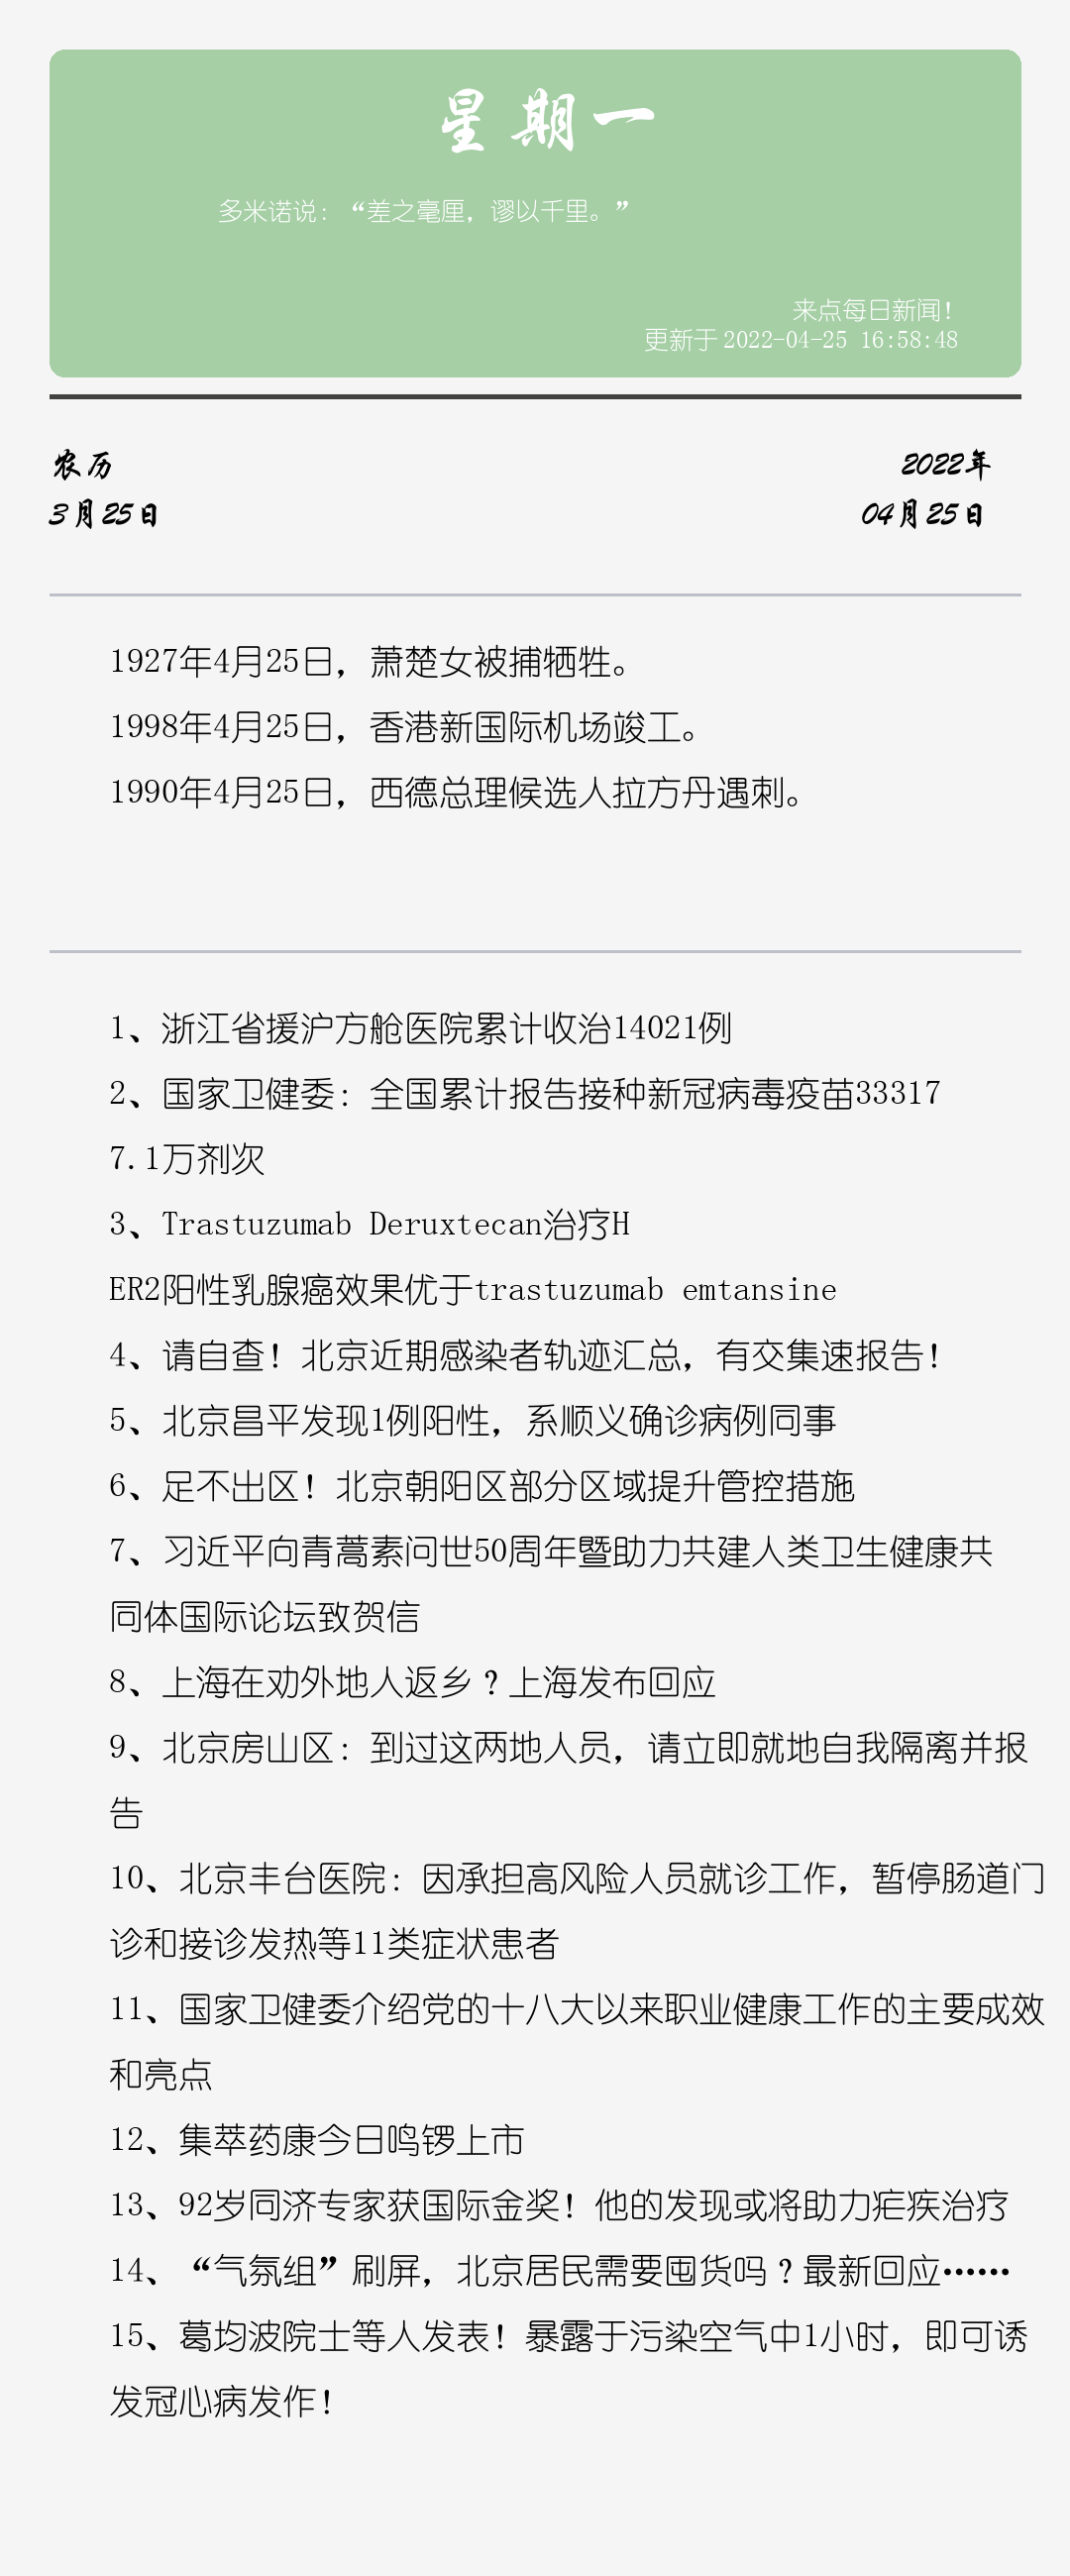 星期一
多米诺说：“差之毫厘，谬以千里。”
来点每日新闻！
更新于 2022-04-25 16:58:48
农历
2022年
3月25日
04月25日
1927年4月25日，萧楚女被捕牺牲。
1998年4月25日，香港新国际机场竣工。
1990年4月25日，西德总理候选人拉方丹遇刺。
1、浙江省援沪方舱医院累计收治14021例
2、国家卫健委：全国累计报告接种新冠病毒疫苗33317
7.1万剂次
3、Trastuzumab Deruxtecan治疗H
ER2阳性乳腺癌效果优于trastuzumab emtansine
4、请自查！北京近期感染者轨迹汇总，有交集速报告！
5、北京昌平发现1例阳性，系顺义确诊病例同事
6、足不出区！北京朝阳区部分区域提升管控措施
7、习近平向青蒿素问世50周年暨助力共建人类卫生健康共
同体国际论坛致贺信
8、上海在劝外地人返乡？上海发布回应
9、北京房山区：到过这两地人员，请立即就地自我隔离并报
告
10、北京丰台医院：因承担高风险人员就诊工作，暂停肠道门
诊和接诊发热等11类症状患者
11、国家卫健委介绍党的十八大以来职业健康工作的主要成效
和亮点
12、集萃药康今日鸣锣上市
13、92岁同济专家获国际金奖！他的发现或将助力疟疾治疗
14、“气氛组”刷屏，北京居民需要囤货吗？最新回应……
15、葛均波院士等人发表！暴露于污染空气中1小时，即可诱
发冠心病发作！